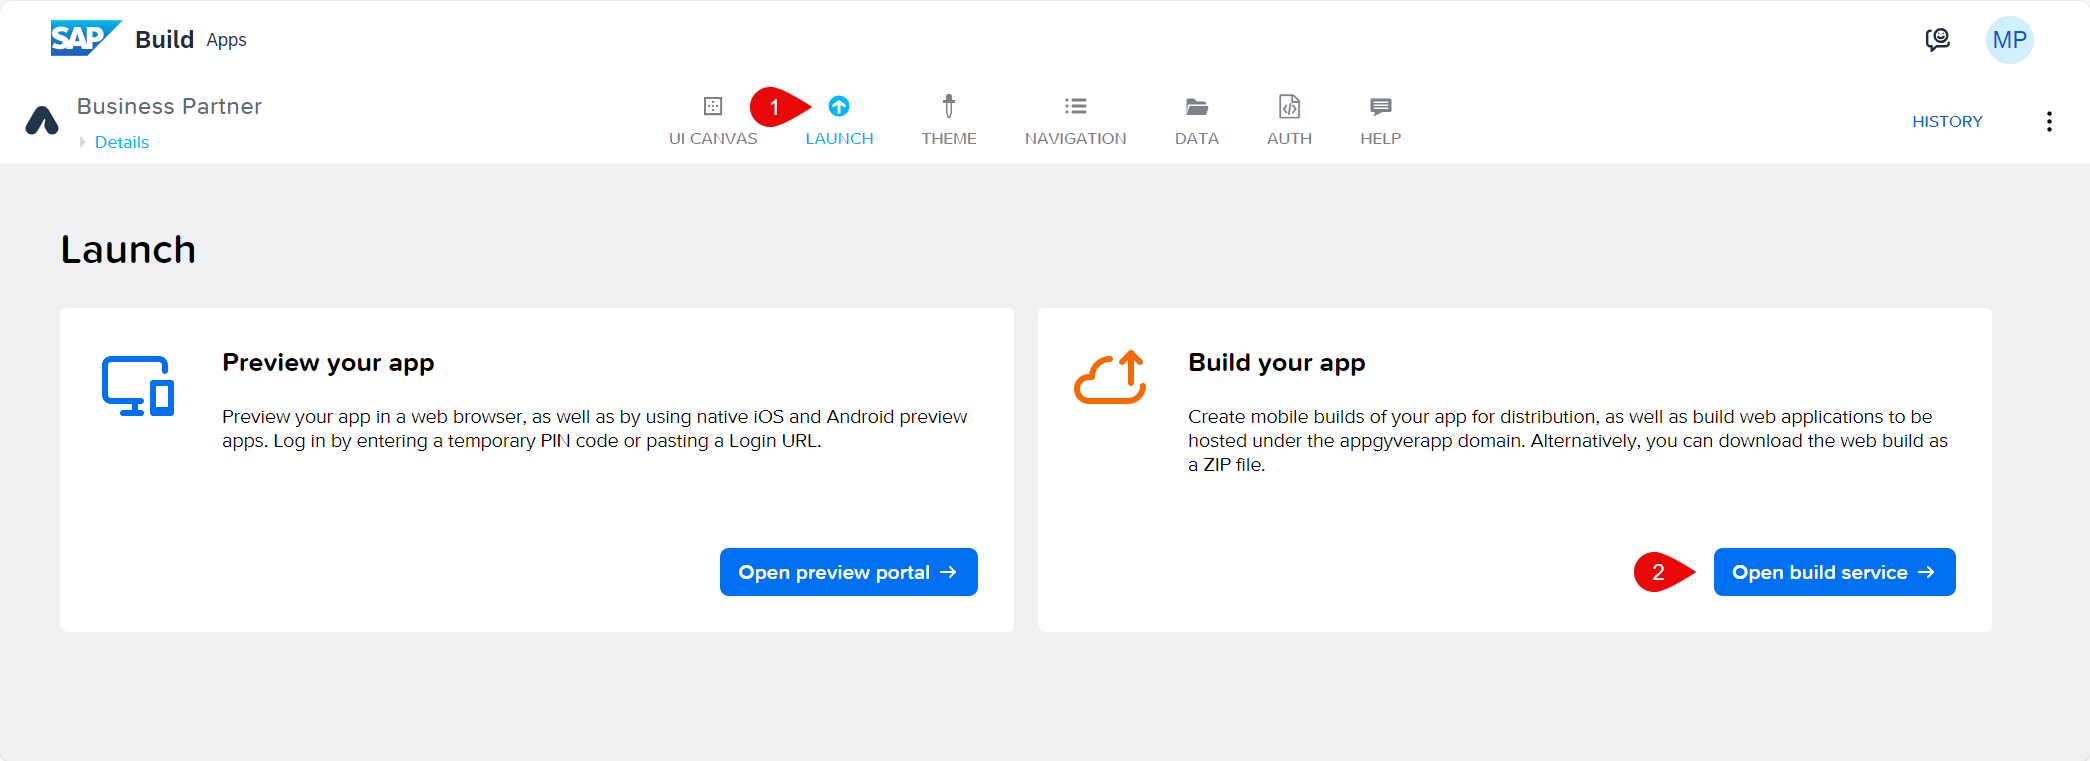 SAP Build Apps
MP
Business Partner
Details
1
UI CANVAS
LAUNCH
THEME
NAVIGATION
DATA
AUTH
HELP
HISTORY
Launch
Preview your app
Preview your app in a web browser, as well as by using native iOS and Android preview
apps. Log in by entering a temporary PIN code or pasting a Login URL.
Open preview portal →
Build your app
Create mobile builds of your app for distribution, as well as build web applications to be
hosted under the appgyverapp domain. Alternatively, you can download the web build as
a ZIP file.
2
Open build service →